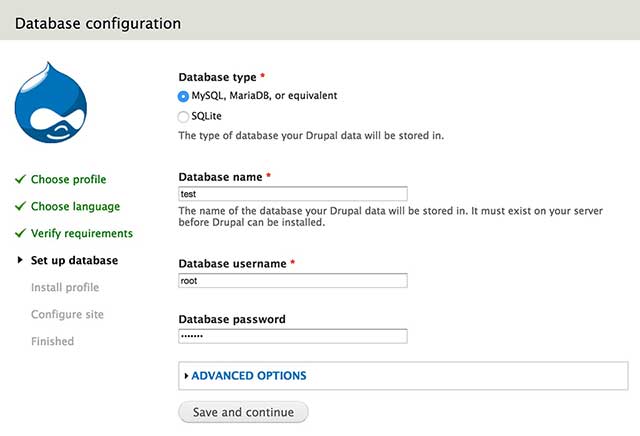 Database configuration
Database type *
MySQL, MariaDB, or equivalent
SQLite
The type of database your Drupal data will be stored in.
Choose profile
Choose language
Verify requirements
Set up database
Install profile
Configure site
Finished
Database name *
test
The name of the database your Drupal data will be stored in. It must exist on your server
before Drupal can be installed.
Database username *
root
Database password
•••••••
ADVANCED OPTIONS
Save and continue